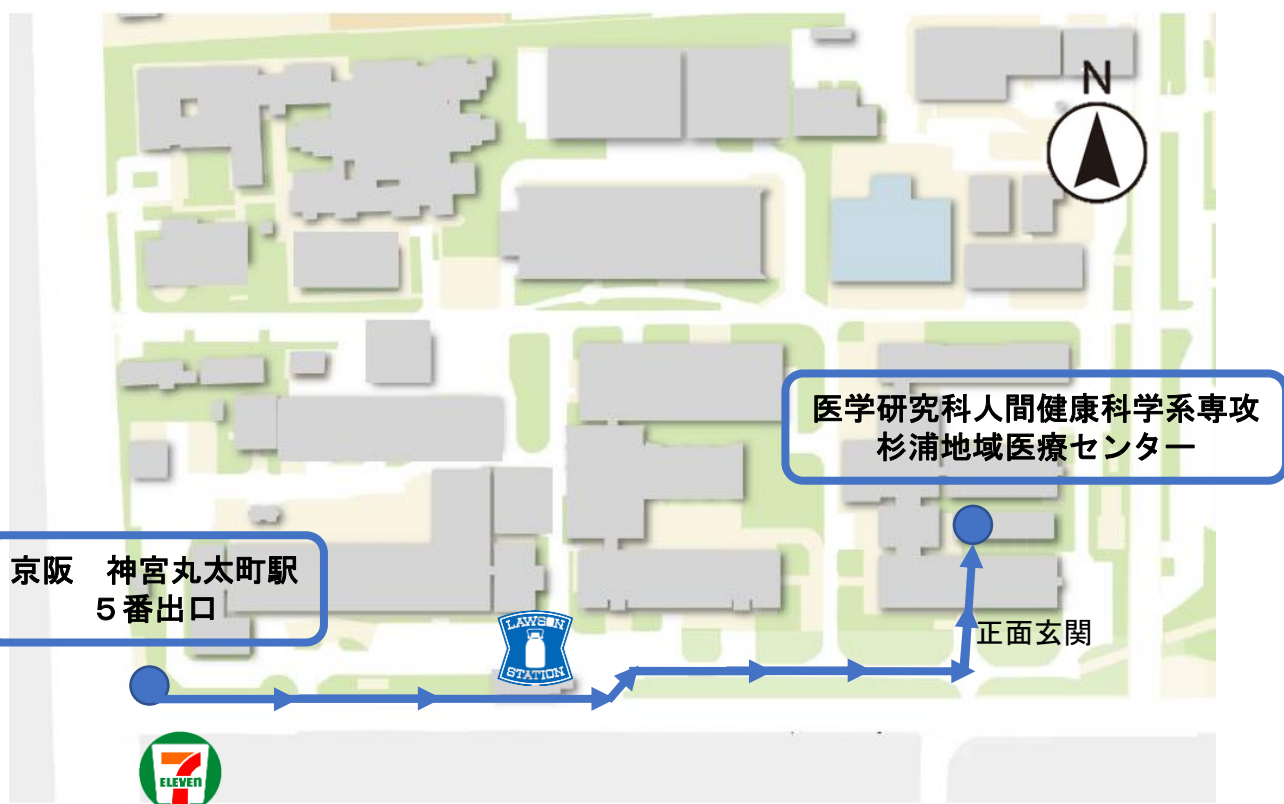 N
医学研究科人間健康科学系専攻
杉浦地域医療センター
京阪　神宮丸太町駅
５番出口
LAWSON
STATION
正面玄関
7
ELEVEN